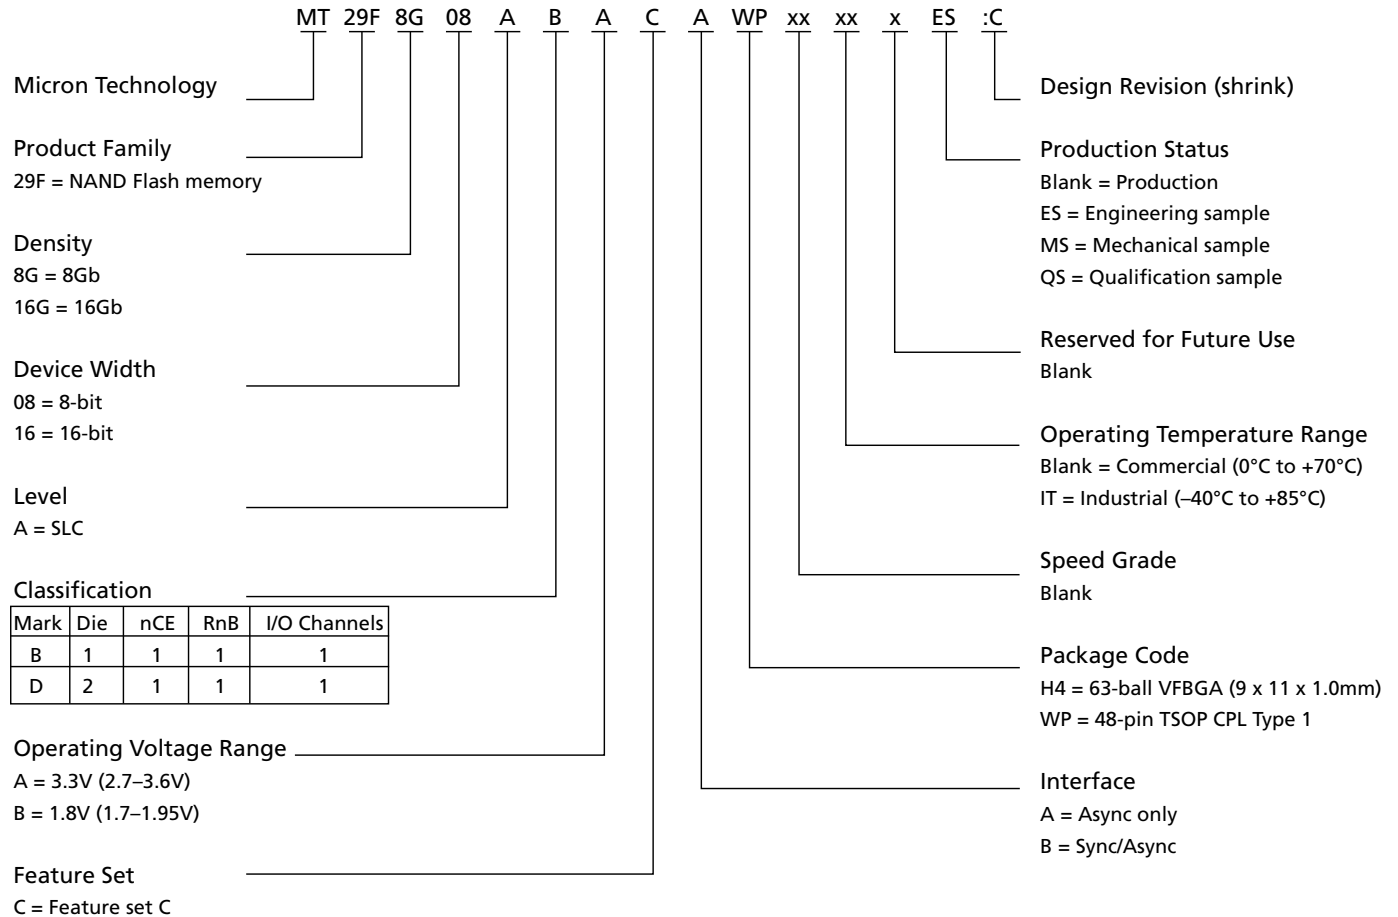 MT 29F 8G 08 A B A C A WP xx xx x ES :C
Micron Technology
Product Family
29F = NAND Flash memory
Density
8G = 8Gb
16G = 16Gb
Device Width
08 = 8-bit
16 = 16-bit
Level
A = SLC
Classification
Mark Die nCE RnB I/O Channels
B 1 1 1 1
D 2 1 1 1
Operating Voltage Range
A = 3.3V (2.7–3.6V)
B = 1.8V (1.7–1.95V)
Feature Set
C = Feature set C
Design Revision (shrink)
Production Status
Blank = Production
ES = Engineering sample
MS = Mechanical sample
QS = Qualification sample
Reserved for Future Use
Blank
Operating Temperature Range
Blank = Commercial (0°C to +70°C)
IT = Industrial (–40°C to +85°C)
Speed Grade
Blank
Package Code
H4 = 63-ball VFBGA (9 x 11 x 1.0mm)
WP = 48-pin TSOP CPL Type 1
Interface
A = Async only
B = Sync/Async